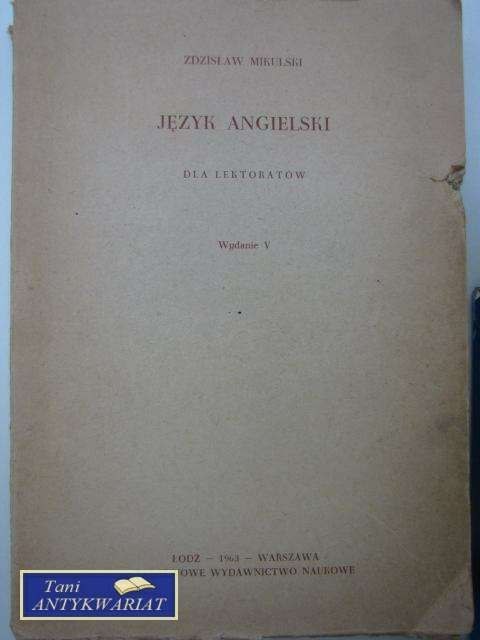 ZDZISŁAW MIKULSKI
JĘZYK ANGIELSKI
DLA LEKTORATÓW
Wydanie V
ŁÓDŹ — 1963 — WARSZAWA
WYDAWNICTWO NAUKOWE
Tani
ANTYKWARIAT